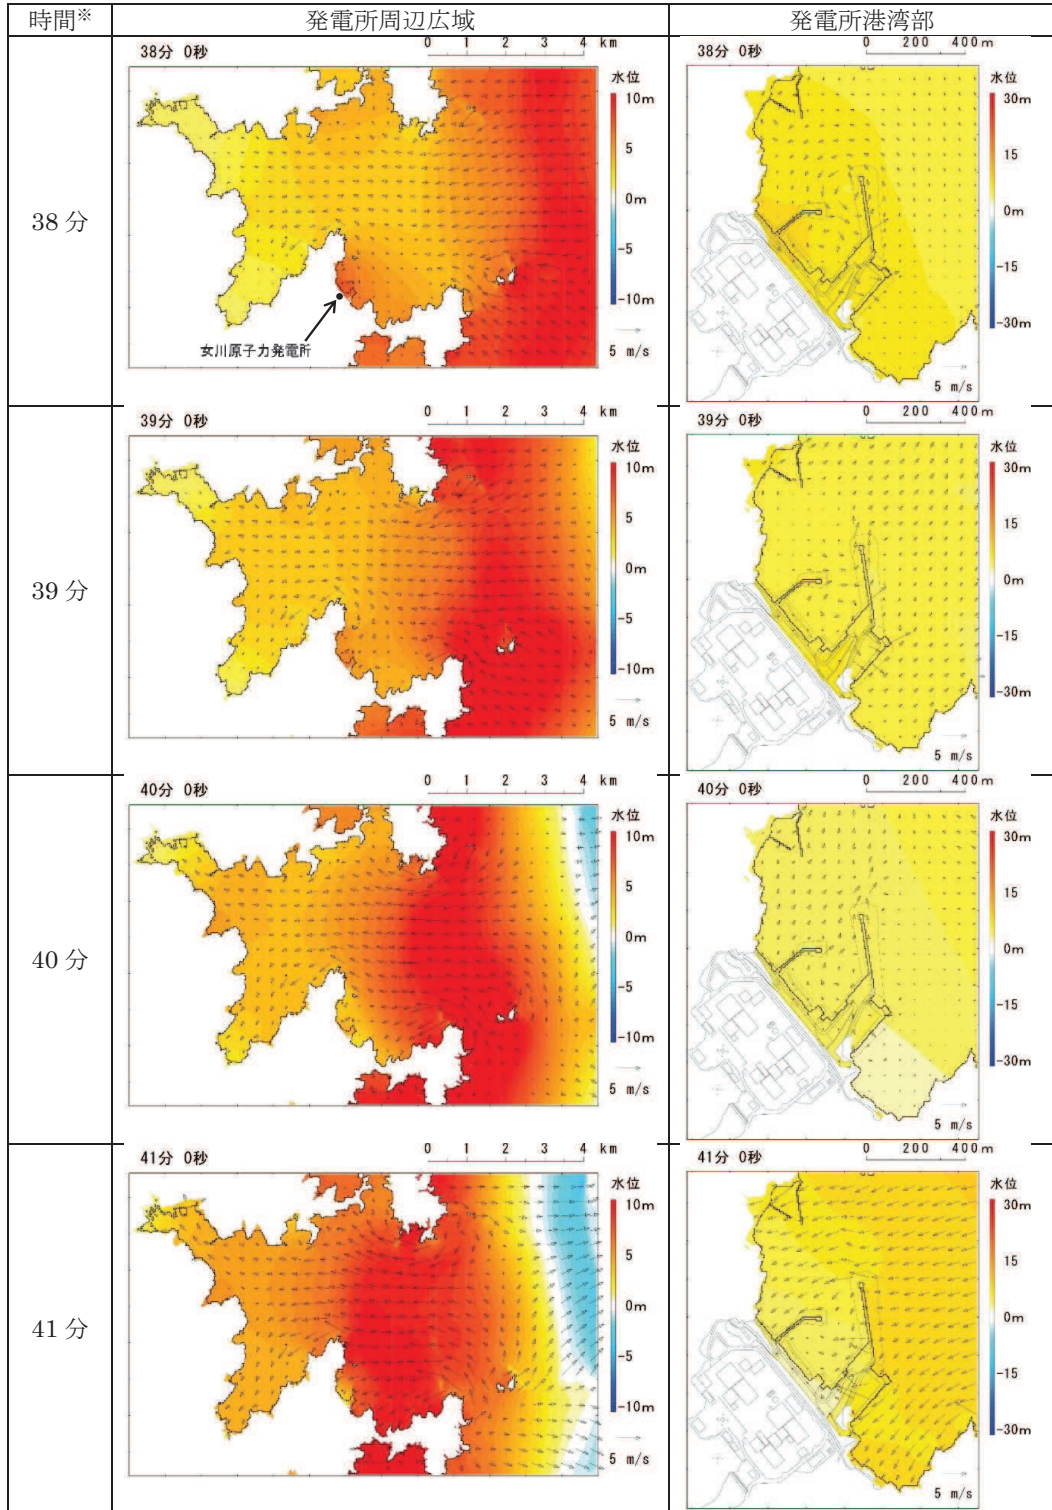 時間※
発電所周辺広域
発電所港湾部
38分
38分 0秒
0 1 2 3 4 km
水位
10m
5
0m
-5
-10m
5 m/s
女川原子力発電所
38分 0秒
0 200 400m
水位
30m
15
0m
-15
-30m
5 m/s
39分
39分 0秒
0 1 2 3 4 km
水位
10m
5
0m
-5
-10m
5 m/s
39分 0秒
0 200 400m
水位
30m
15
0m
-15
-30m
5 m/s
40分
40分 0秒
0 1 2 3 4 km
水位
10m
5
0m
-5
-10m
5 m/s
40分 0秒
0 200 400m
水位
30m
15
0m
-15
-30m
5 m/s
41分
41分 0秒
0 1 2 3 4 km
水位
10m
5
0m
-5
-10m
5 m/s
41分 0秒
0 200 400m
水位
30m
15
0m
-15
-30m
5 m/s